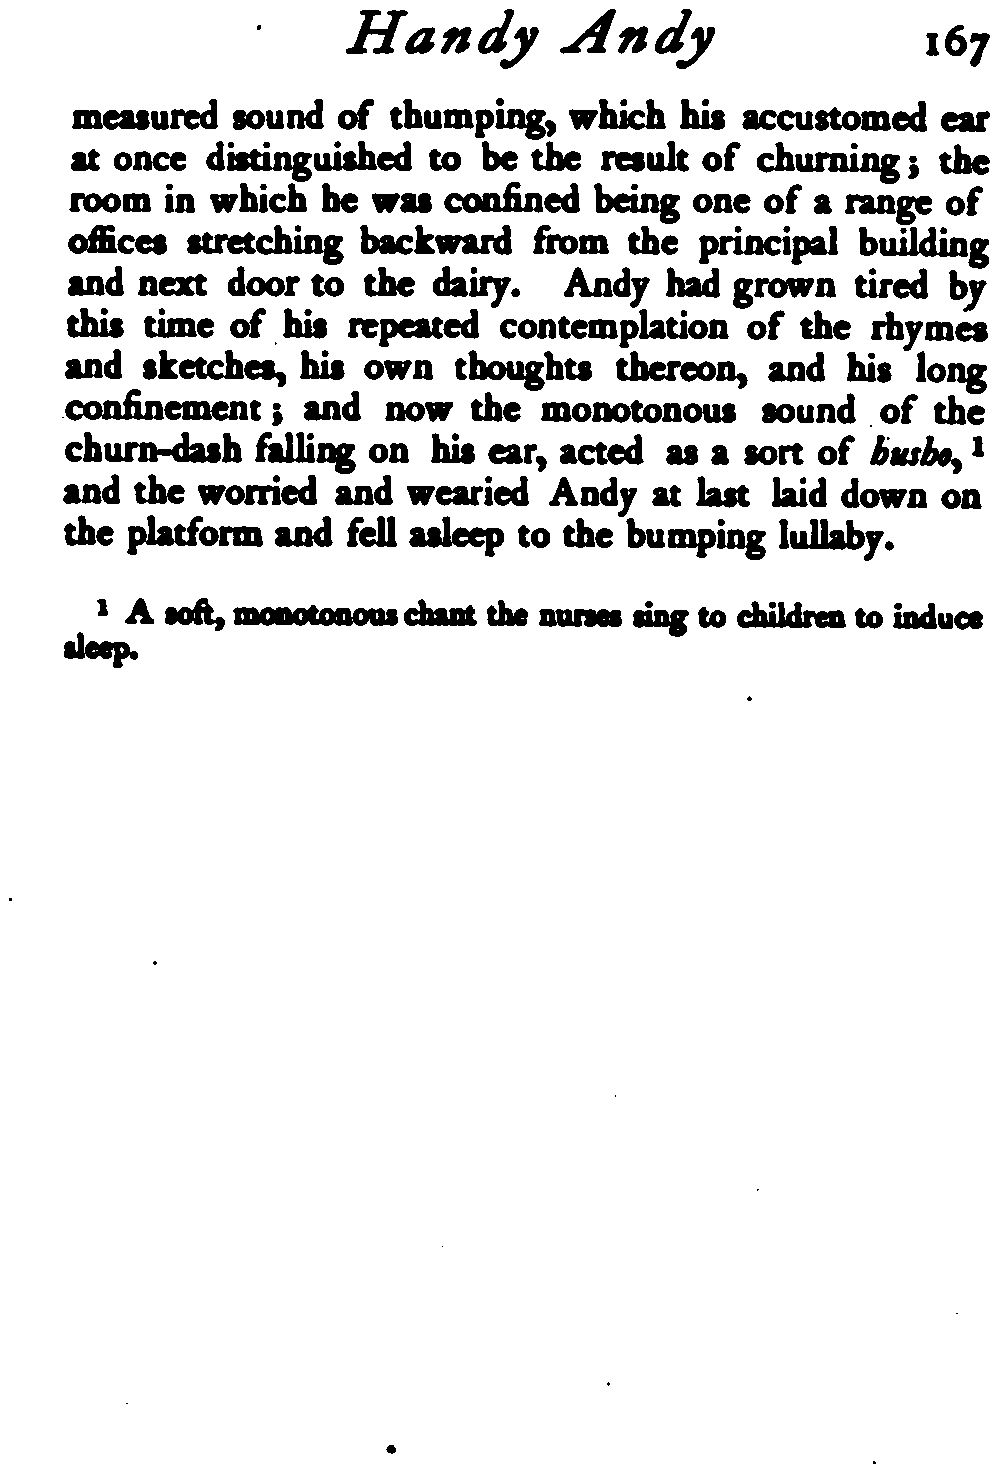 Handy Andy 167
measured sound of thumping, which his accustomed ear
at once distinguished to be the result of churning; the
room in which he was confined being one of a range of
offices stretching backward from the principal building
and next door to the dairy. Andy had grown tired by
this time of his repeated contemplation of the rhymes
and sketches, his own thoughts thereon, and his long
confinement; and now the monotonous sound of the
churn-dash falling on his ear, acted as a sort of husho, 1
and the worried and wearied Andy at last laid down on
the platform and fell asleep to the bumping lullaby.
1 A soft, monotonous chant the nurses sing to children to induce
sleep.